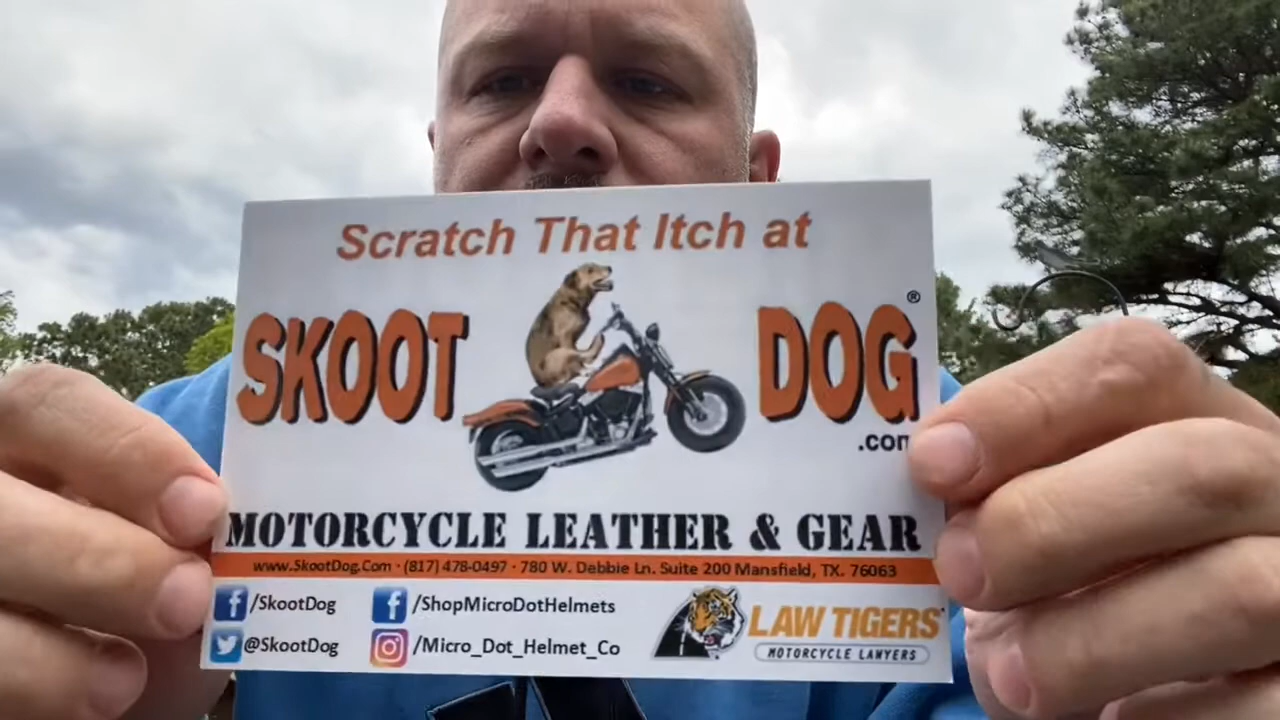 Scratch That Itch at
SKOOT DOG®
.com
MOTORCYCLE LEATHER & GEAR
www.SkootDog.Com · (817) 478-0497 · 780 W. Debbie Ln. Suite 200 Mansfield, TX. 76063
f/SkootDog f/ShopMicroDotHelmets
@SkootDog /Micro_Dot_Helmet_Co
LAW TIGERS
MOTORCYCLE LAWYERS